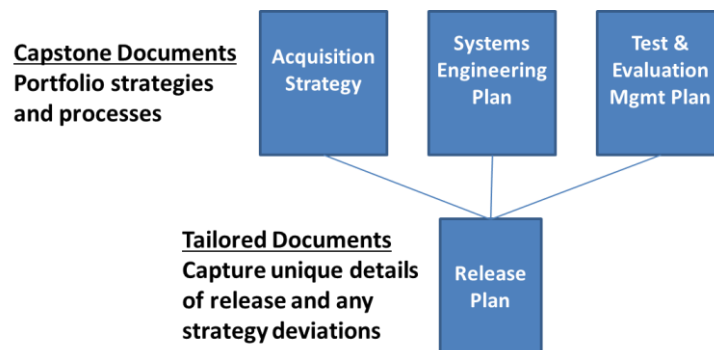 Capstone Documents
Portfolio strategies
and processes
Acquisition
Strategy
Systems
Engineering
Plan
Test &
Evaluation
Mgmt Plan
Tailored Documents
Capture unique details
of release and any
strategy deviations
Release
Plan